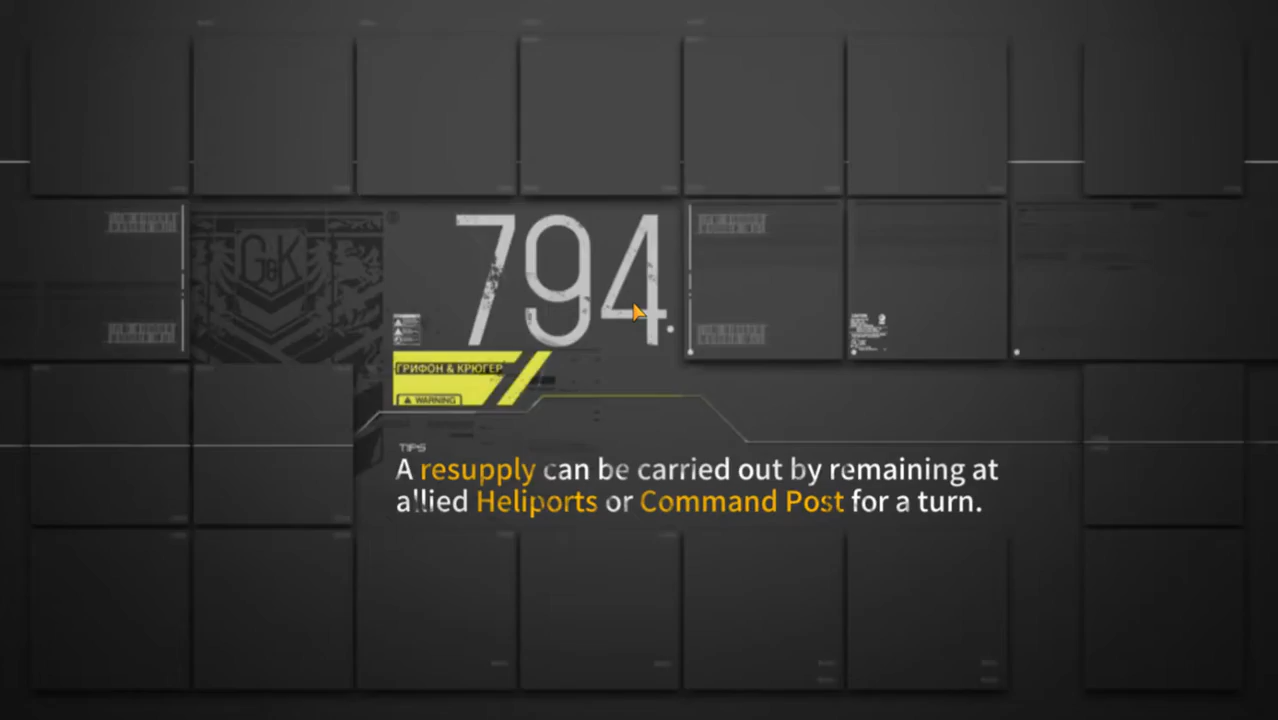 G&K
794.
ГРИФОН & КРЮГЕР
WARNING
TIPS
A resupply can be carried out by remaining at
allied Heliports or Command Post for a turn.